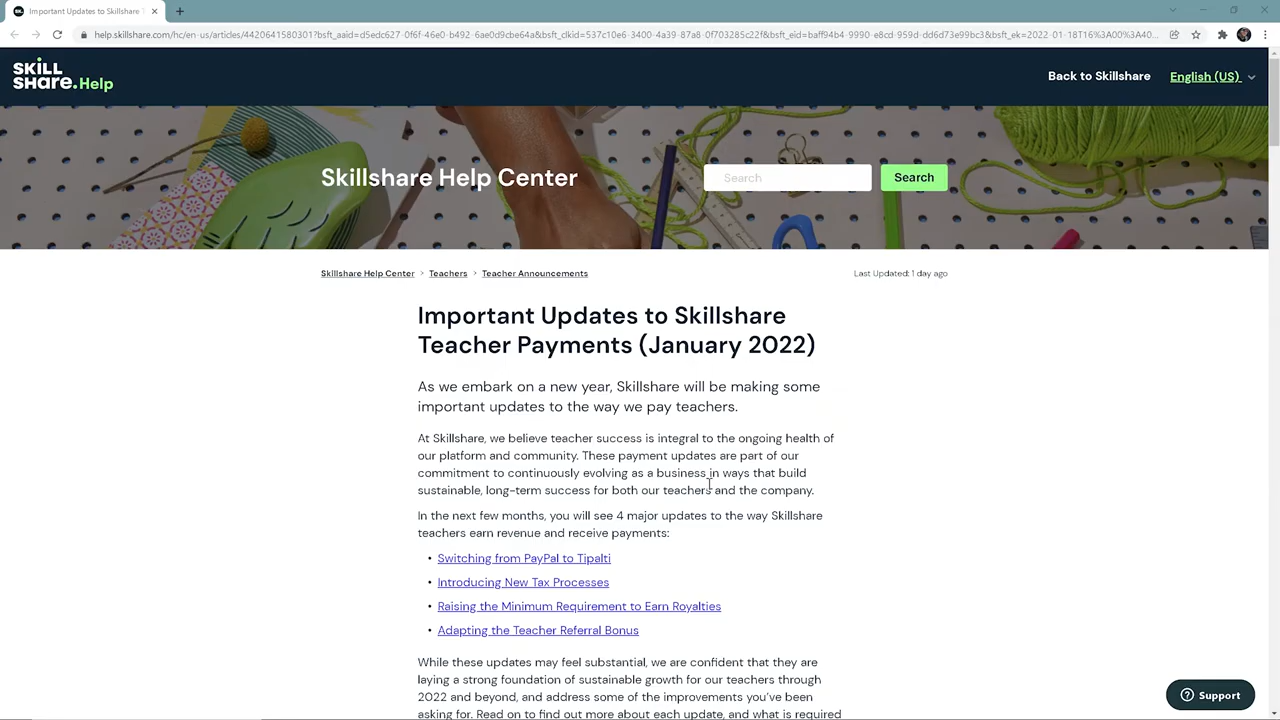 Important Updates to Skillshare T
help.skillshare.com/hc/en-us/articles/4420641580301?bsft_aaid=d5edc627-0f6f-46e0-b492-6ae0d9cbe64a&bsft_clkid=537c10e6-3400-4a39-87a8-0f703285c22f&bsft_eid=baff94b4-9990-e8cd-959d-dd6d73e99bc3&bsft_ek=2022-01-18T16%3A00%3A40...
SKILL
SHARE.Help
Back to Skillshare
English (US)
Skillshare Help Center
Search
Search
Skillshare Help Center > Teachers > Teacher Announcements
Last Updated: 1 day ago
Important Updates to Skillshare
Teacher Payments (January 2022)
As we embark on a new year, Skillshare will be making some
important updates to the way we pay teachers.
At Skillshare, we believe teacher success is integral to the ongoing health of
our platform and community. These payment updates are part of our
commitment to continuously evolving as a business in ways that build
sustainable, long-term success for both our teachers and the company.
In the next few months, you will see 4 major updates to the way Skillshare
teachers earn revenue and receive payments:
• Switching from PayPal to Tipalti
• Introducing New Tax Processes
• Raising the Minimum Requirement to Earn Royalties
• Adapting the Teacher Referral Bonus
While these updates may feel substantial, we are confident that they are
laying a strong foundation of sustainable growth for our teachers through
2022 and beyond, and address some of the improvements you've been
asking for. Read on to find out more about each update, and what is required
Support